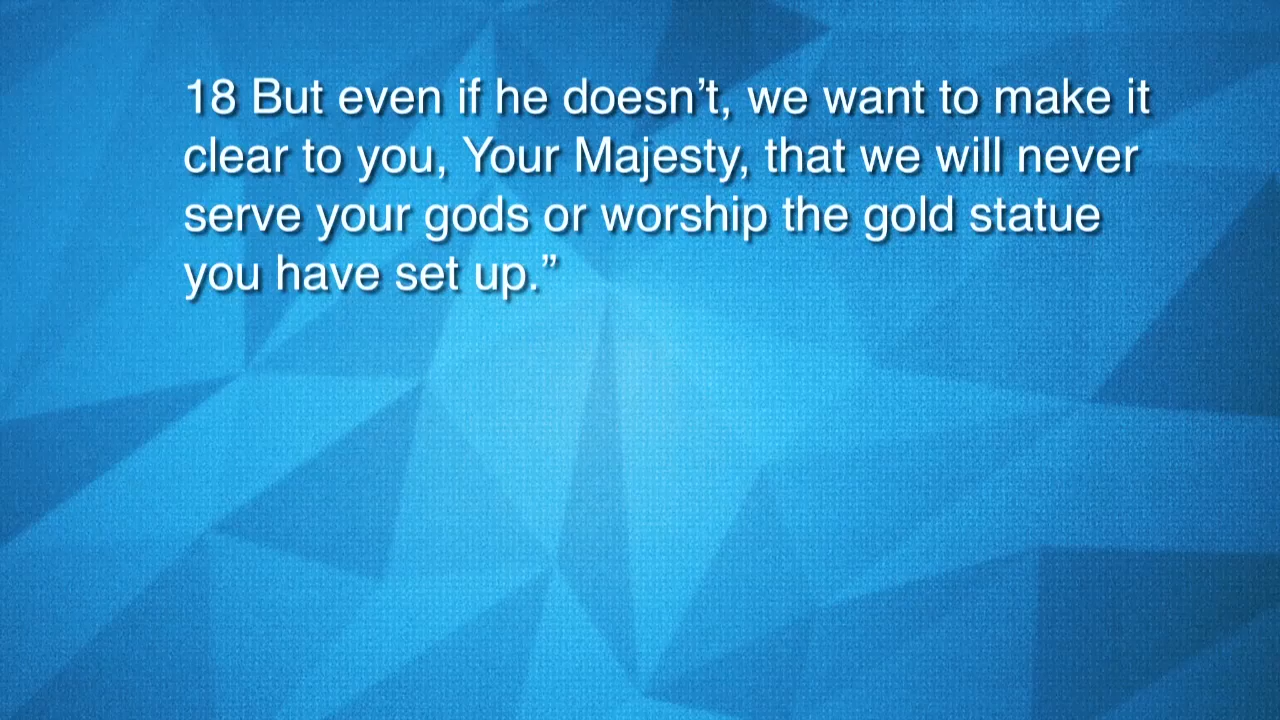 18 But even if he doesn’t, we want to make it
clear to you, Your Majesty, that we will never
serve your gods or worship the gold statue
you have set up.”